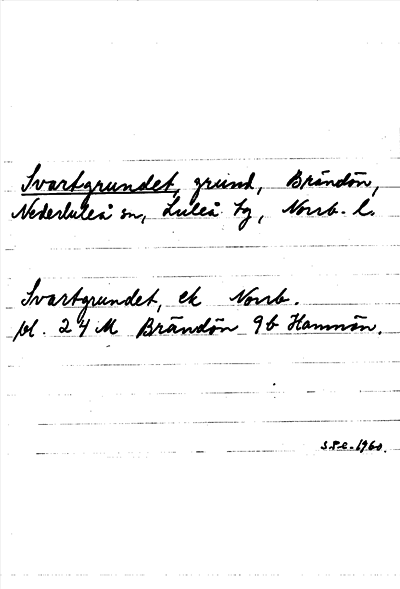 Svartgrundet, grund, Brändön,
Nederluleå sn, Luleå tg, Norrb. l.
Svartgrundet, ek Norrb.
bl. 24 M Brändön 9b Hamnön.
S.P.E. 1960.